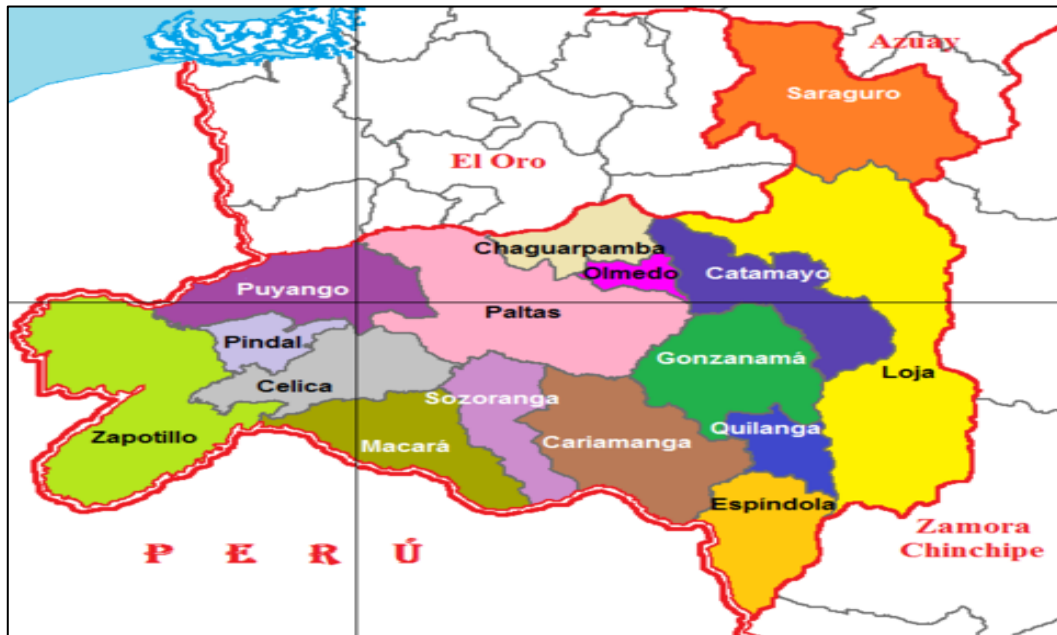 Azuay
Saraguro
El Oro
Chaguarpamba
Olmedo
Catamayo
Puyango
Paltas
Pindal
Gonzanamá
Celica
Loja
Sozoranga
Zapotillo
Macará
Cariamanga
Quilanga
Espíndola
Zamora
Chinchipe
P E R Ú